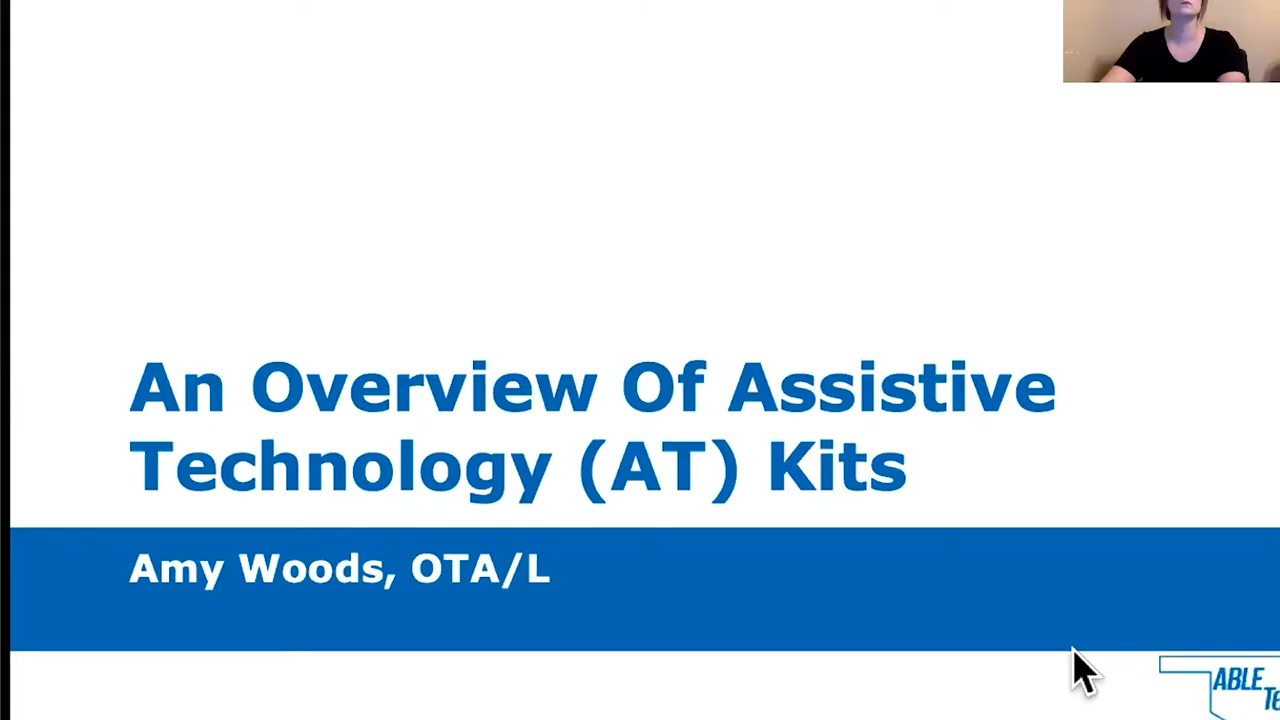 An Overview Of Assistive
Technology (AT) Kits
Amy Woods, OTA/L
ABLE